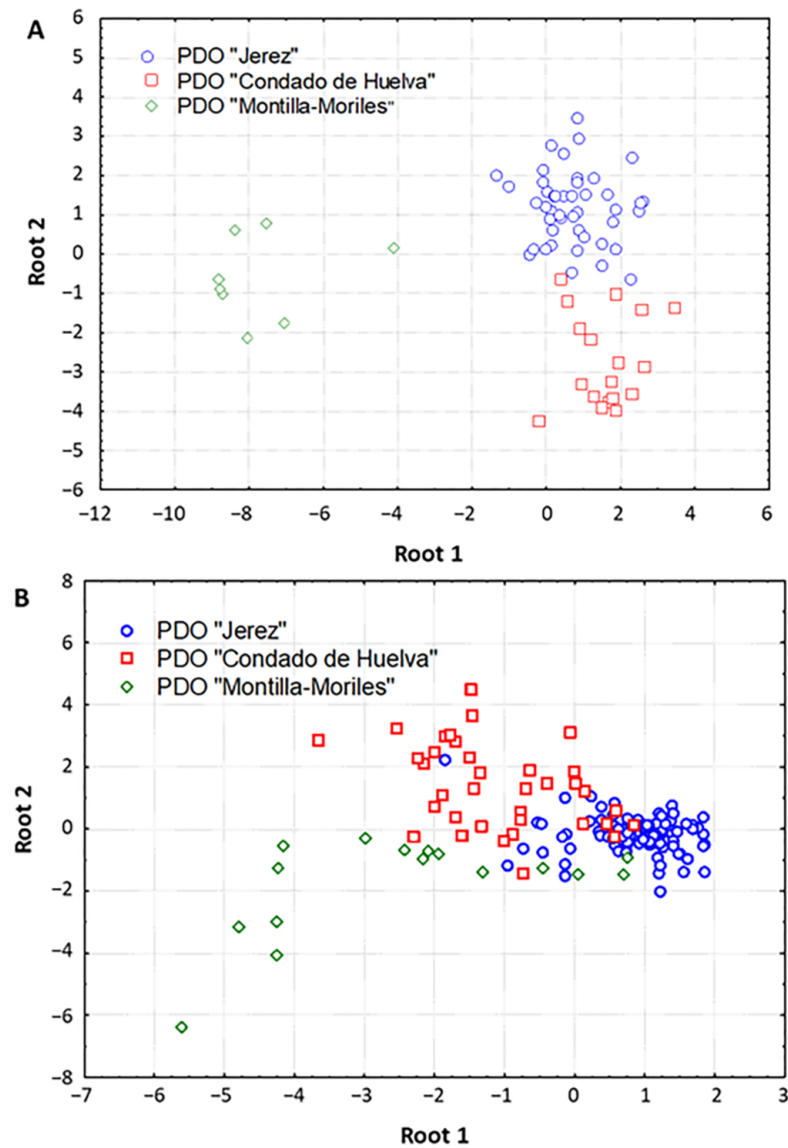 A
6
5
4
3
2
1
0
−1
−2
−3
−4
−5
−6
Root 2
PDO "Jerez"
PDO "Condado de Huelva"
PDO "Montilla-Moriles"
−12 −10 −8 −6 −4 −2 0 2 4 6
Root 1
B
8
6
4
2
0
−2
−4
−6
−8
Root 2
PDO "Jerez"
PDO "Condado de Huelva"
PDO "Montilla-Moriles"
−7 −6 −5 −4 −3 −2 −1 0 1 2 3
Root 1